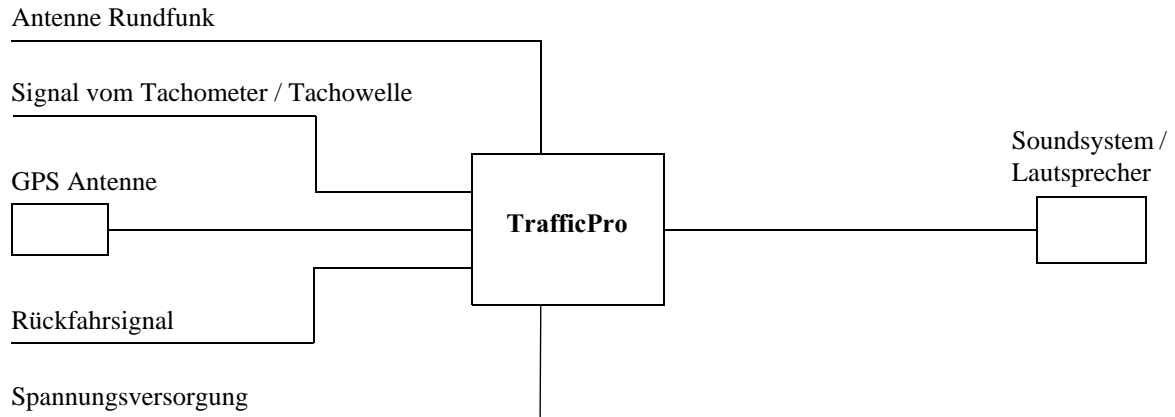 Antenne Rundfunk
Signal vom Tachometer / Tachowelle
Soundsystem /
Lautsprecher
GPS Antenne
TrafficPro
Rückfahrsignal
Spannungsversorgung